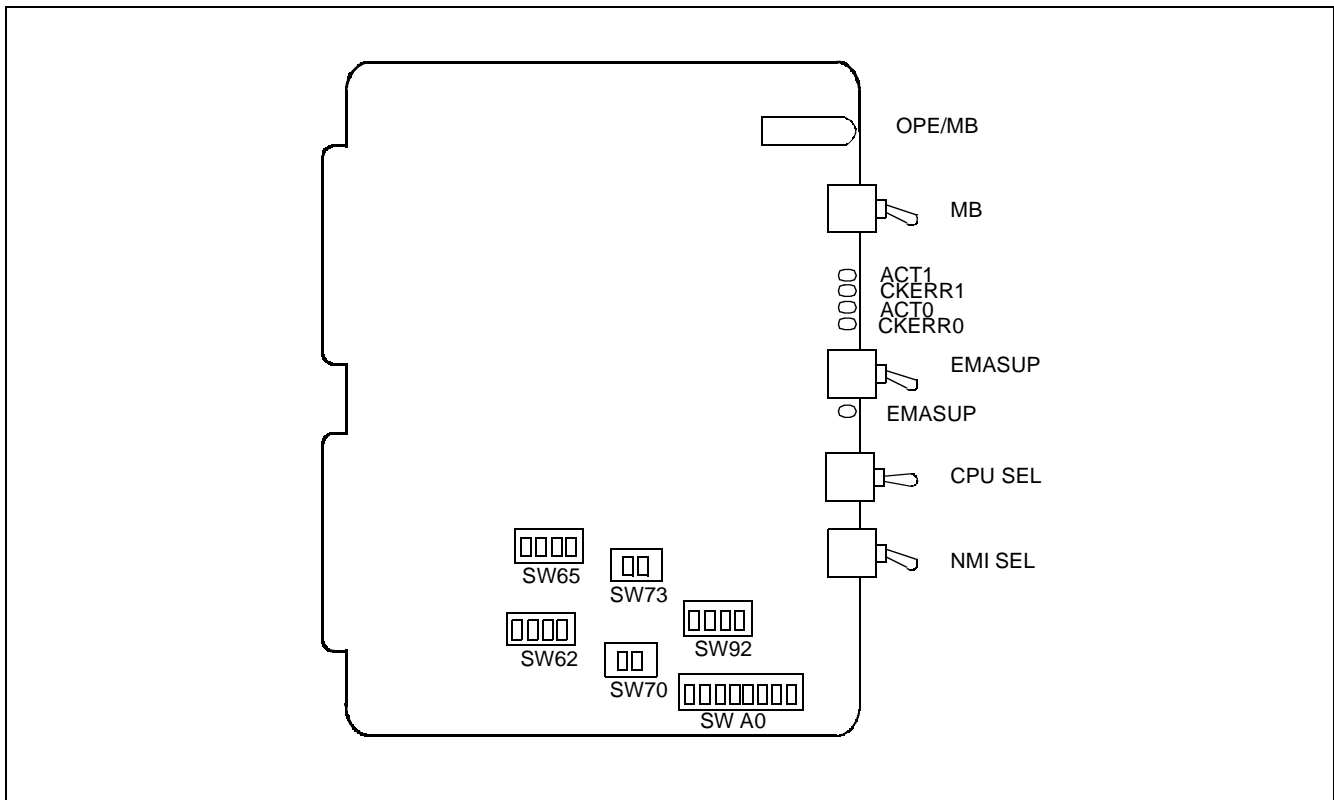 OPE/MB
MB
ACT1
CKERR1
ACT0
CKERR0
EMASUP
EMASUP
CPU SEL
NMI SEL
SW65
SW73
SW62
SW92
SW70
SW A0